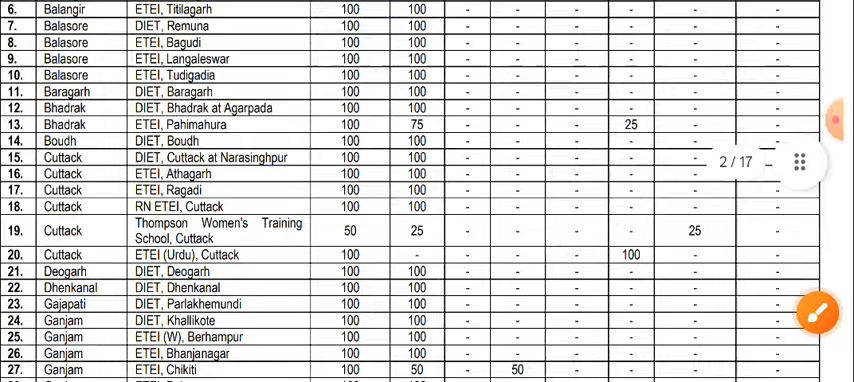 6. Balangir ETEI, Titilagarh 100 100 - - - - - -
7. Balasore DIET, Remuna 100 100 - - - - - -
8. Balasore ETEI, Bagudi 100 100 - - - - - -
9. Balasore ETEI, Langaleswar 100 100 - - - - - -
10. Balasore ETEI, Tudigadia 100 100 - - - - - -
11. Baragarh DIET, Baragarh 100 100 - - - - - -
12. Bhadrak DIET, Bhadrak at Agarpada 100 100 - - - - - -
13. Bhadrak ETEI, Pahimahura 100 75 - - - 25 - -
14. Boudh DIET, Boudh 100 100 - - - - - -
15. Cuttack DIET, Cuttack at Narasinghpur 100 100 - - - - -
2 / 17
16. Cuttack ETEI, Athagarh 100 100 - - - - - -
17. Cuttack ETEI, Ragadi 100 100 - - - - - -
18. Cuttack RN ETEI, Cuttack 100 100 - - - - - -
19. Cuttack Thompson Women's Training
School, Cuttack 50 25 - - - - 25 -
20. Cuttack ETEI (Urdu), Cuttack 100 - - - - 100 - -
21. Deogarh DIET, Deogarh 100 100 - - - - - -
22. Dhenkanal DIET, Dhenkanal 100 100 - - - - - -
23. Gajapati DIET, Parlakhemundi 100 100 - - - - - -
24. Ganjam DIET, Khallikote 100 100 - - - - - -
25. Ganjam ETEI (W), Berhampur 100 100 - - - - - -
26. Ganjam ETEI, Bhanjanagar 100 100 - - - - - -
27. Ganjam ETEI, Chikiti 100 50 - 50 - - - -